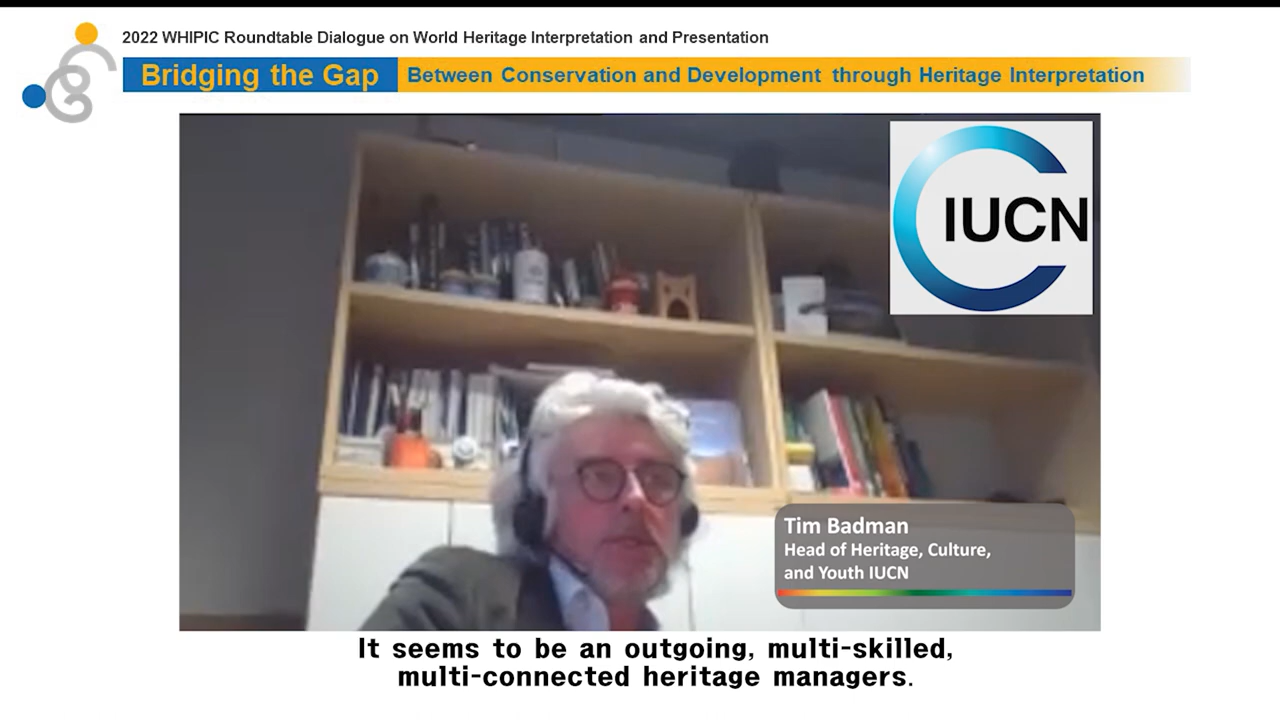 2022 WHIPIC Roundtable Dialogue on World Heritage Interpretation and Presentation
Bridging the Gap Between Conservation and Development through Heritage Interpretation
IUCN
Tim Badman
Head of Heritage, Culture,
and Youth IUCN
It seems to be an outgoing, multi-skilled,
multi-connected heritage managers.